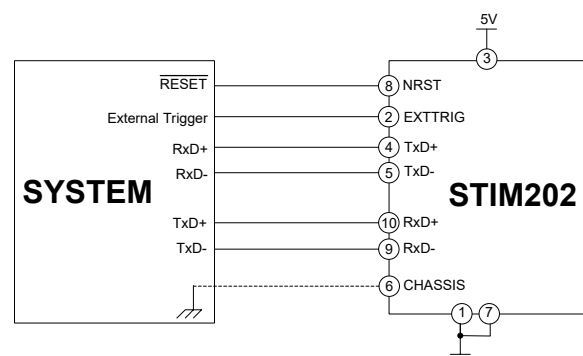 5V
3
RESET
8 NRST
External Trigger
2 EXTTRIG
RxD+
4 TxD+
RxD-
5 TxD-
SYSTEM
STIM202
TxD+
10 RxD+
TxD-
9 RxD-
6 CHASSIS
1 7